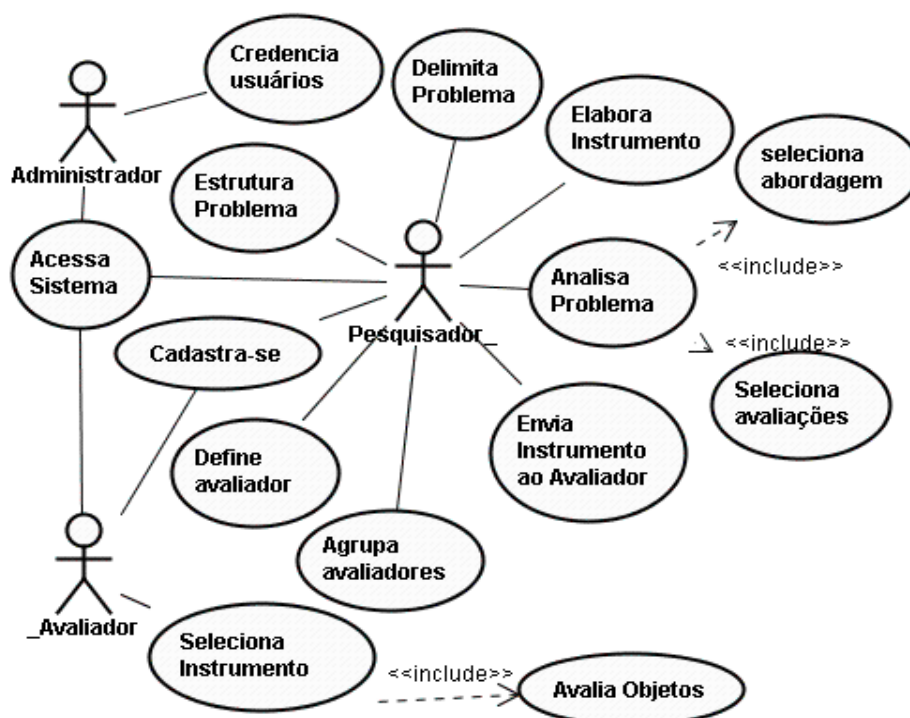 Credencia
usuários
Delimita
Problema
Elabora
Instrumento
seleciona
abordagem
Administrador
Estrutura
Problema
Acessa
Sistema
Analisa
Problema
<<include>>
Pesquisador_
<<include>>
Cadastra-se
Seleciona
avaliações
Define
avaliador
Envia
Instrumento
ao Avaliador
Agrupa
avaliadores
_Avaliador
Seleciona
Instrumento
<<include>>
Avalia Objetos